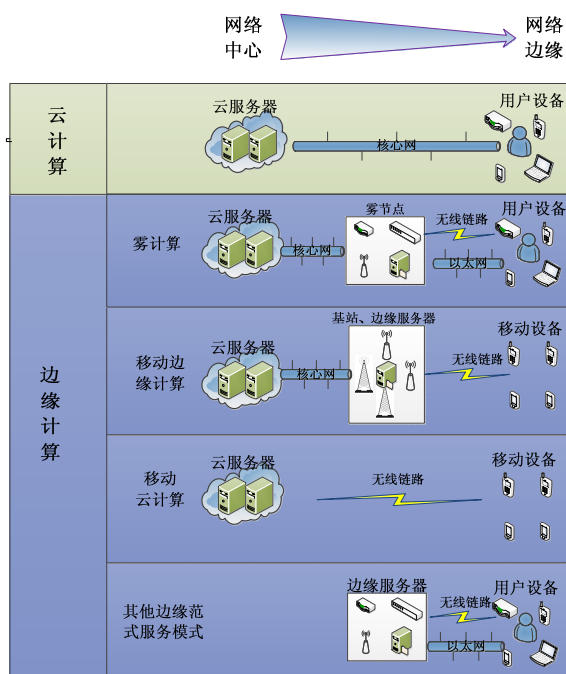 网络
中心
网络
边缘
云
计
算
云服务器
核心网
用户设备
边
缘
计
算
雾计算
云服务器
核心网
雾节点
无线链路
以太网
用户设备
移动边
缘计算
云服务器
核心网
基站、边缘服务器
无线链路
移动设备
移动
云计算
云服务器
无线链路
移动设备
其他边缘范
式服务模式
边缘服务器
无线链路
以太网
用户设备